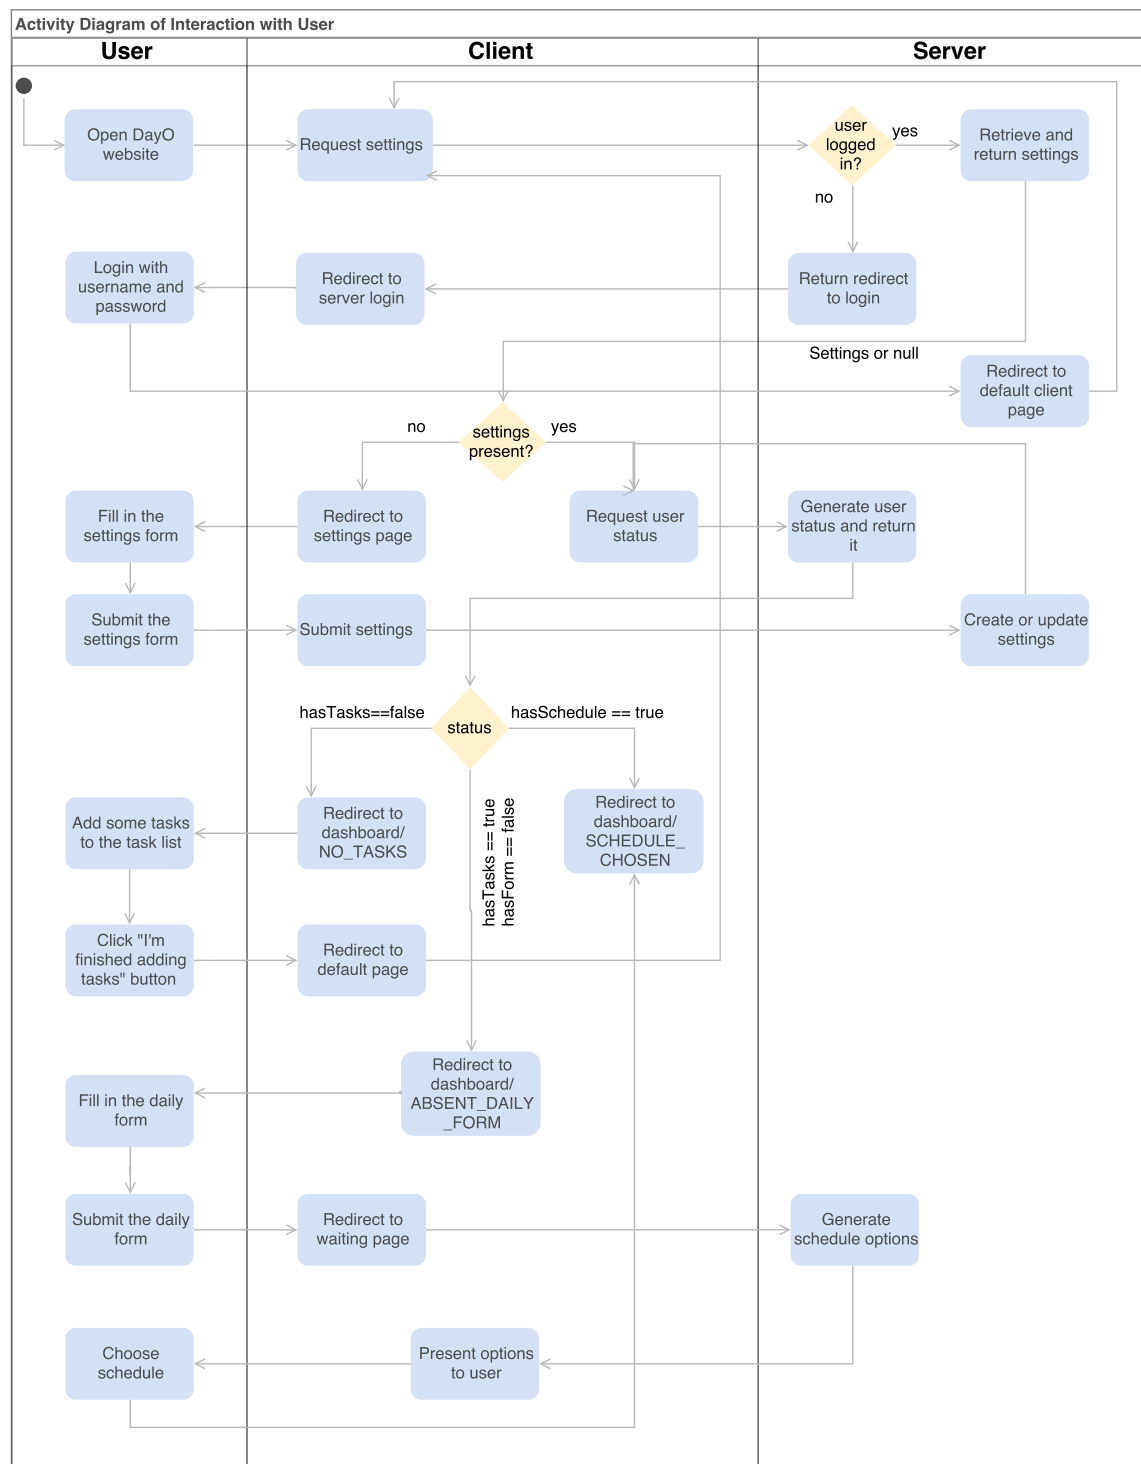 Activity Diagram of Interaction with User
User
Client
Server
Open DayO
website
Request settings
user
logged
in?
yes
Retrieve and
return settings
no
Login with
username and
password
Redirect to
server login
Return redirect
to login
Settings or null
Redirect to
default client
page
no
settings
present?
yes
Fill in the
settings form
Redirect to
settings page
Request user
status
Generate user
status and return
it
Submit the
settings form
Submit settings
Create or update
settings
hasTasks==false
status
hasSchedule == true
hasTasks == true
hasForm == false
Add some tasks
to the task list
Redirect to
dashboard/
NO_TASKS
Redirect to
dashboard/
SCHEDULE_
CHOSEN
Click "I'm
finished adding
tasks" button
Redirect to
default page
Redirect to
dashboard/
ABSENT_DAILY
_FORM
Fill in the daily
form
Submit the daily
form
Redirect to
waiting page
Generate
schedule options
Choose
schedule
Present options
to user